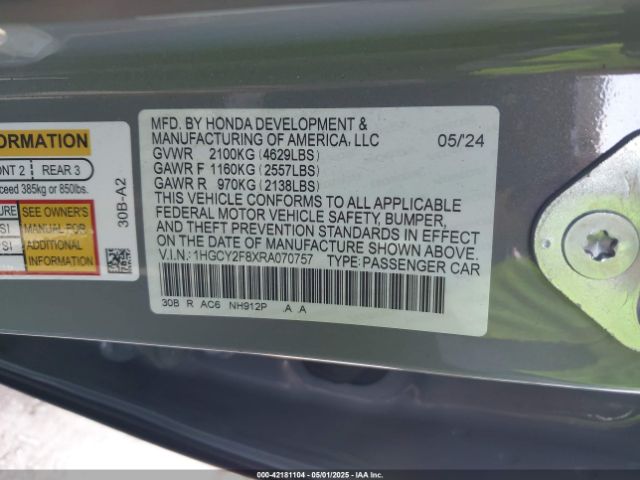 ORMATION
ONT 2 REAR 3
ceed 385kg or 850lbs.
URE SEE OWNER'S
SI MANUAL FOR
PSI ADDITIONAL
INFORMATION
30B-A2
MFD. BY HONDA DEVELOPMENT &
MANUFACTURING OF AMERICA, LLC 05/'24
GVWR 2100KG (4629LBS)
GAWR F 1160KG (2557LBS)
GAWR R 970KG (2138LBS)
THIS VEHICLE CONFORMS TO ALL APPLICABLE
FEDERAL MOTOR VEHICLE SAFETY, BUMPER,
AND THEFT PREVENTION STANDARDS IN EFFECT
ON THE DATE OF MANUFACTURE SHOWN ABOVE.
V.I.N.:1HGCY2F8XRA070757 TYPE:PASSENGER CAR
30B R AC6 NH912P .A A
000-42181104 - 05/01/2025 - IAAI Inc.